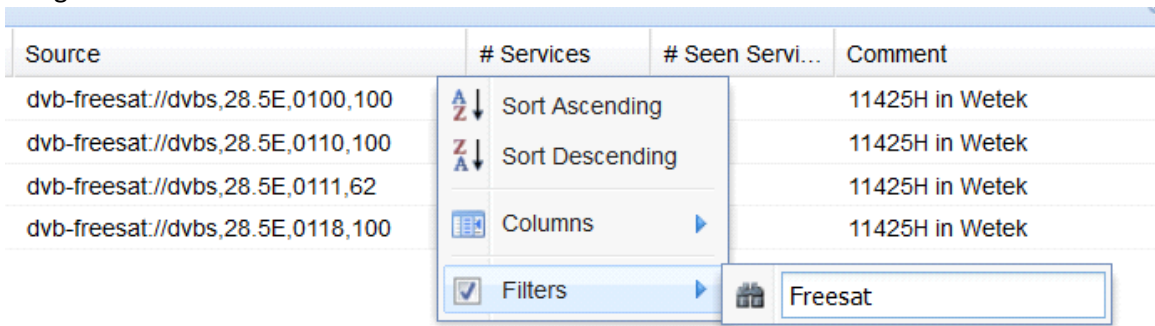 Source # Services # Seen Servi... Comment
dvb-freesat://dvbs,28.5E,0100,100 11425H in Wetek
dvb-freesat://dvbs,28.5E,0110,100 11425H in Wetek
dvb-freesat://dvbs,28.5E,0111,62 11425H in Wetek
dvb-freesat://dvbs,28.5E,0118,100 11425H in Wetek
Sort Ascending
Sort Descending
Columns
Filters
Freesat